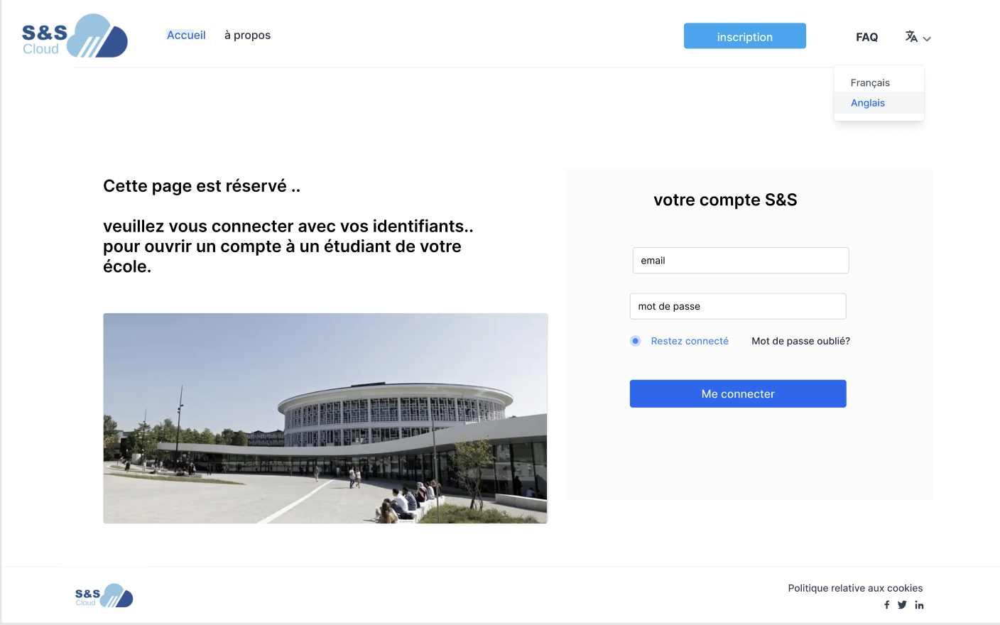 S&S
Cloud
Accueil
à propos
inscription
FAQ
Français
Anglais
Cette page est réservé ..
veuillez vous connecter avec vos identifiants..
pour ouvrir un compte à un étudiant de votre
école.
votre compte S&S
email
mot de passe
Restez connecté
Mot de passe oublié?
Me connecter
S&S
Cloud
Politique relative aux cookies